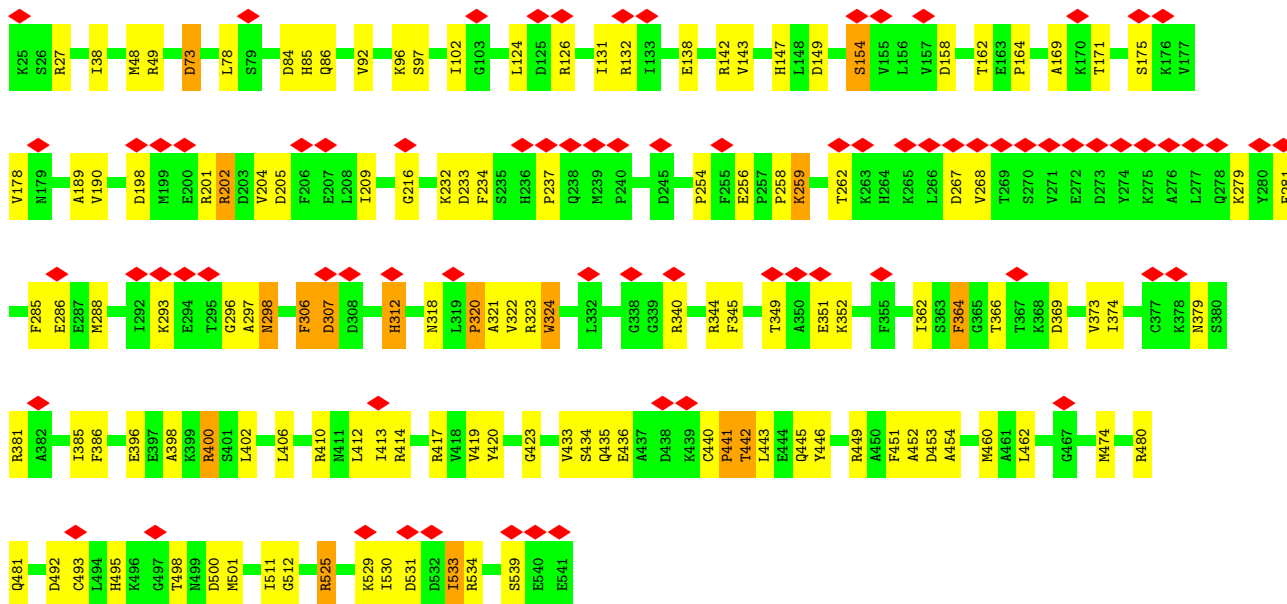 K25 S26 R27 I38 M48 R49 D73 L78 S79 D84 H85 Q86 V92 K96 S97 I102 G103 L124 D125 R126 I131 R132 I133 E138 R142 V143 H147 L148 D149 S154 V155 L156 V157 D158 T162 E163 P164 A169 K170 T171 S175 K176 V177
V178 N179 A189 V190 D198 M199 E200 R201 R202 D203 V204 D205 F206 E207 L208 I209 G216 K232 D233 F234 S235 H236 P237 Q238 M239 P240 D245 P254 F255 E256 P257 P258 K259 T262 K263 H264 K265 L266 D267 V268 T269 S270 V271 E272 D273 Y274 K275 A276 L277 Q278 K279 Y280
F285 E286 E287 M288 I292 K293 E294 T295 G296 A297 N298 F306 D307 D308 H312 N318 L319 P320 A321 V322 R323 W324 L332 G338 G339 R340 R344 F345 T349 A350 E351 K352 F355 I362 S363 F364 G365 T366 T367 K368 D369 V373 I374 C377 K378 N379 S380
R381 A382 I385 F386 E396 E397 A398 K399 R400 S401 L402 L406 R410 N411 L412 I413 R414 R417 V418 V419 Y420 G423 V433 S434 Q435 E436 A437 D438 K439 C440 P441 T442 L443 E444 Q445 Y446 R449 A450 F451 A452 D453 A454 M460 A461 L462 G467 M474 R480
Q481 D492 C493 L494 H495 K496 G497 T498 N499 D500 M501 I511 G512 R525 K529 I530 D531 D532 I533 R534 S539 E540 E541